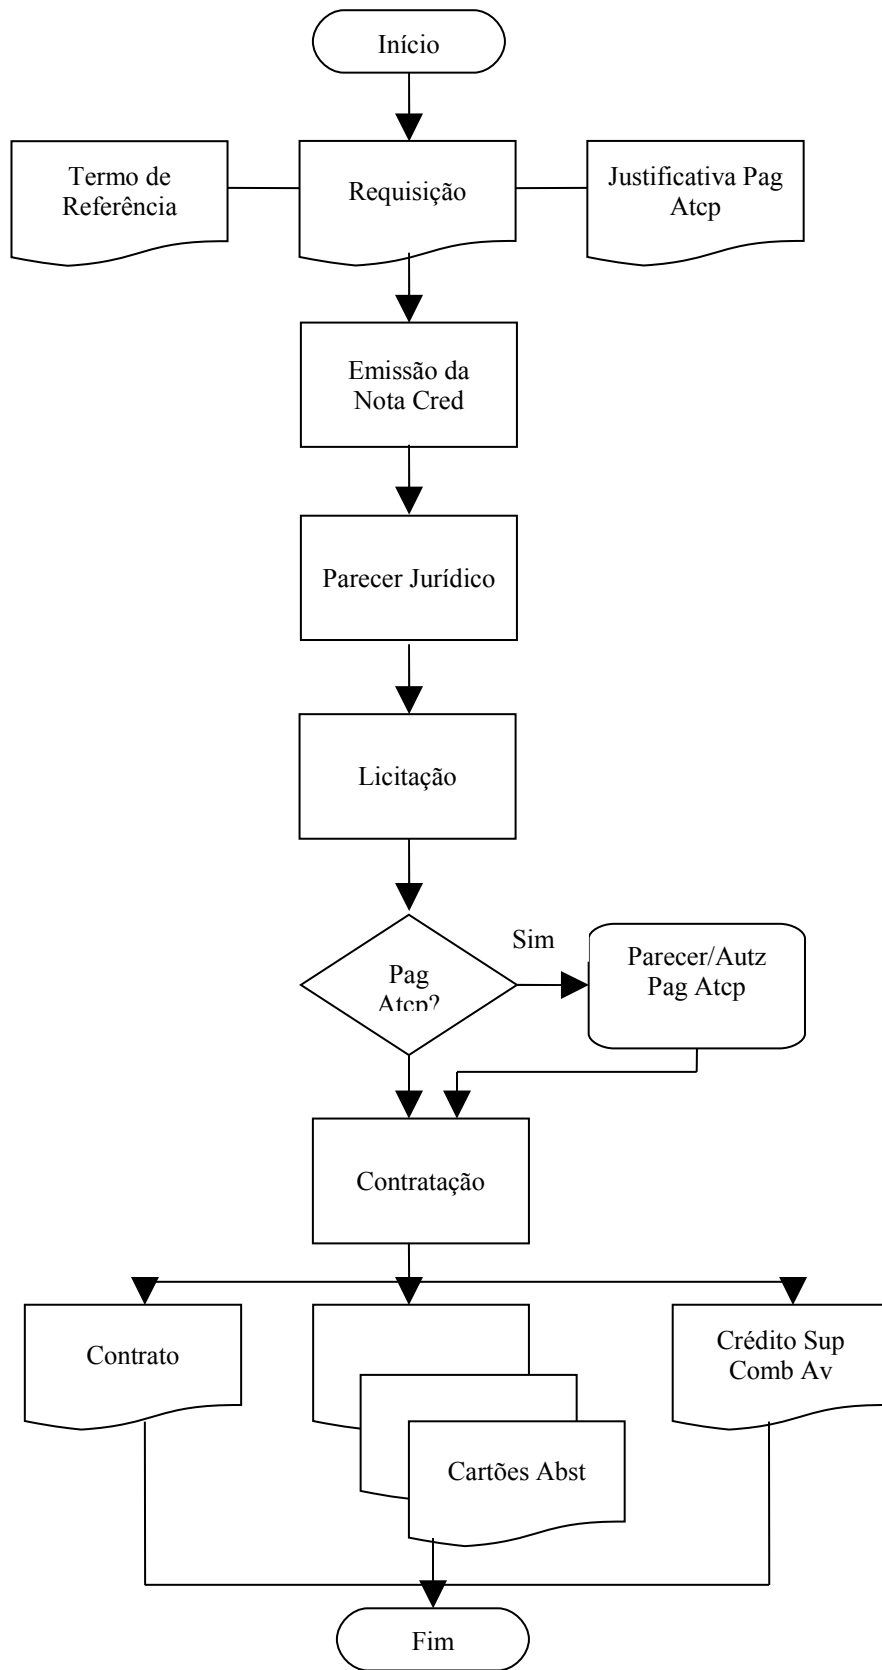 Início
Termo de
Referência
Requisição
Justificativa Pag
Atcp
Emissão da
Nota Cred
Parecer Jurídico
Licitação
Pag
Atcp?
Sim
Parecer/Autz
Pag Atcp
Contratação
Contrato
Cartões Abst
Crédito Sup
Comb Av
Fim